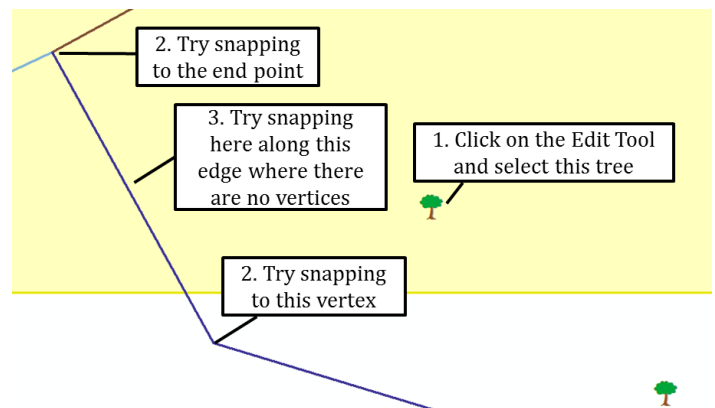 2. Try snapping
to the end point
3. Try snapping
here along this
edge where there
are no vertices
1. Click on the Edit Tool
and select this tree
2. Try snapping
to this vertex